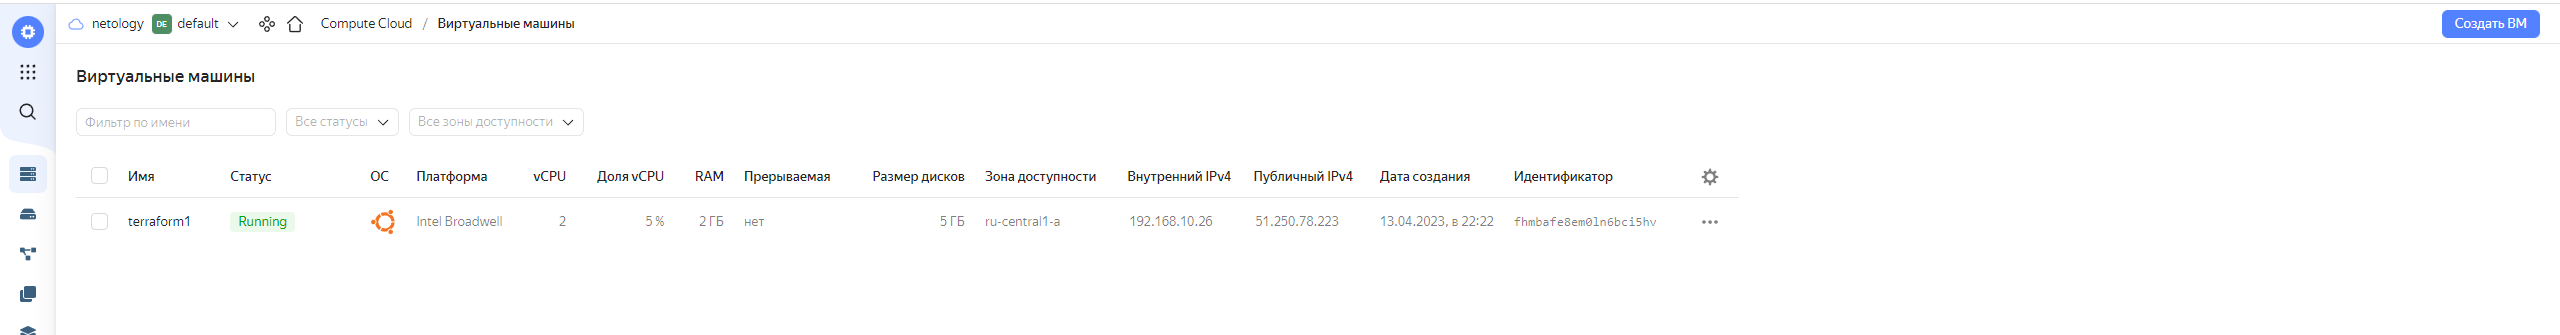 netology DE default Compute Cloud / Виртуальные машины Создать ВМ
Виртуальные машины
Фильтр по имени Все статусы Все зоны доступности
Имя Статус ОС Платформа vCPU Доля vCPU RAM Прерываемая Размер дисков Зона доступности Внутренний IPv4 Публичный IPv4 Дата создания Идентификатор
terraform1 Running Intel Broadwell 2 5 % 2 ГБ нет 5 ГБ ru-central1-a 192.168.10.26 51.250.78.223 13.04.2023, в 22:22 fhmbafe8em0ln6bci5hv